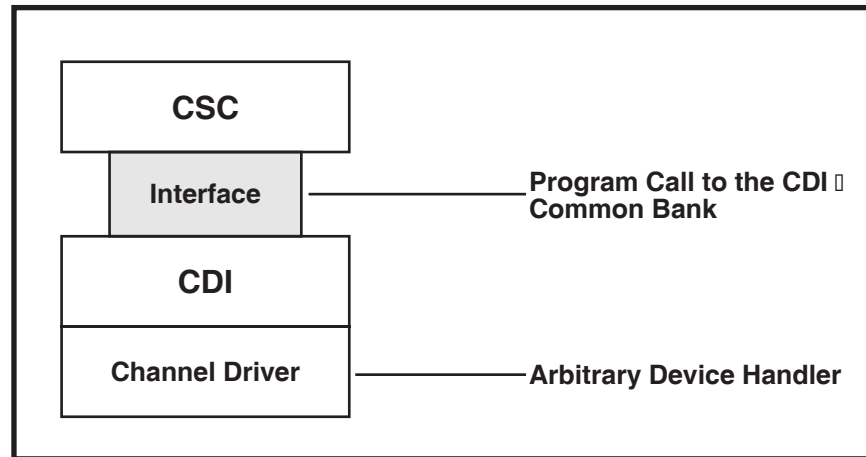 CSC
Interface
Program Call to the CDI ▯
Common Bank
CDI
Channel Driver
Arbitrary Device Handler